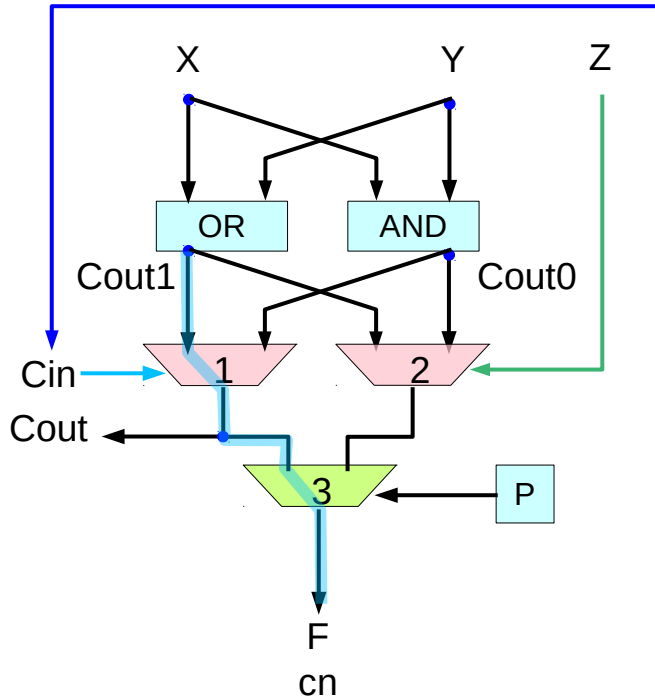 X Y Z
OR AND
Cout1 Cout0
Cin 1 2
Cout
3 P
F
cn